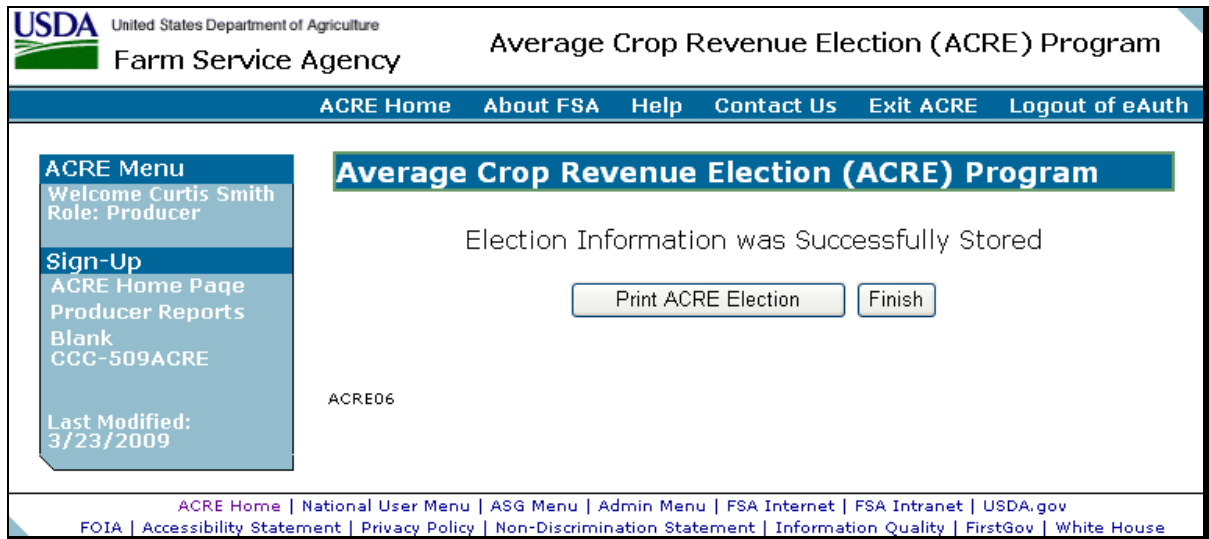 USDA United States Department of Agriculture
Farm Service Agency
Average Crop Revenue Election (ACRE) Program
ACRE Home About FSA Help Contact Us Exit ACRE Logout of eAuth
ACRE Menu
Welcome Curtis Smith
Role: Producer
Sign-Up
ACRE Home Page
Producer Reports
Blank
CCC-509ACRE
Last Modified:
3/23/2009
Average Crop Revenue Election (ACRE) Program
Election Information was Successfully Stored
Print ACRE Election Finish
ACRE06
ACRE Home | National User Menu | ASG Menu | Admin Menu | FSA Internet | FSA Intranet | USDA.gov
FOIA | Accessibility Statement | Privacy Policy | Non-Discrimination Statement | Information Quality | FirstGov | White House